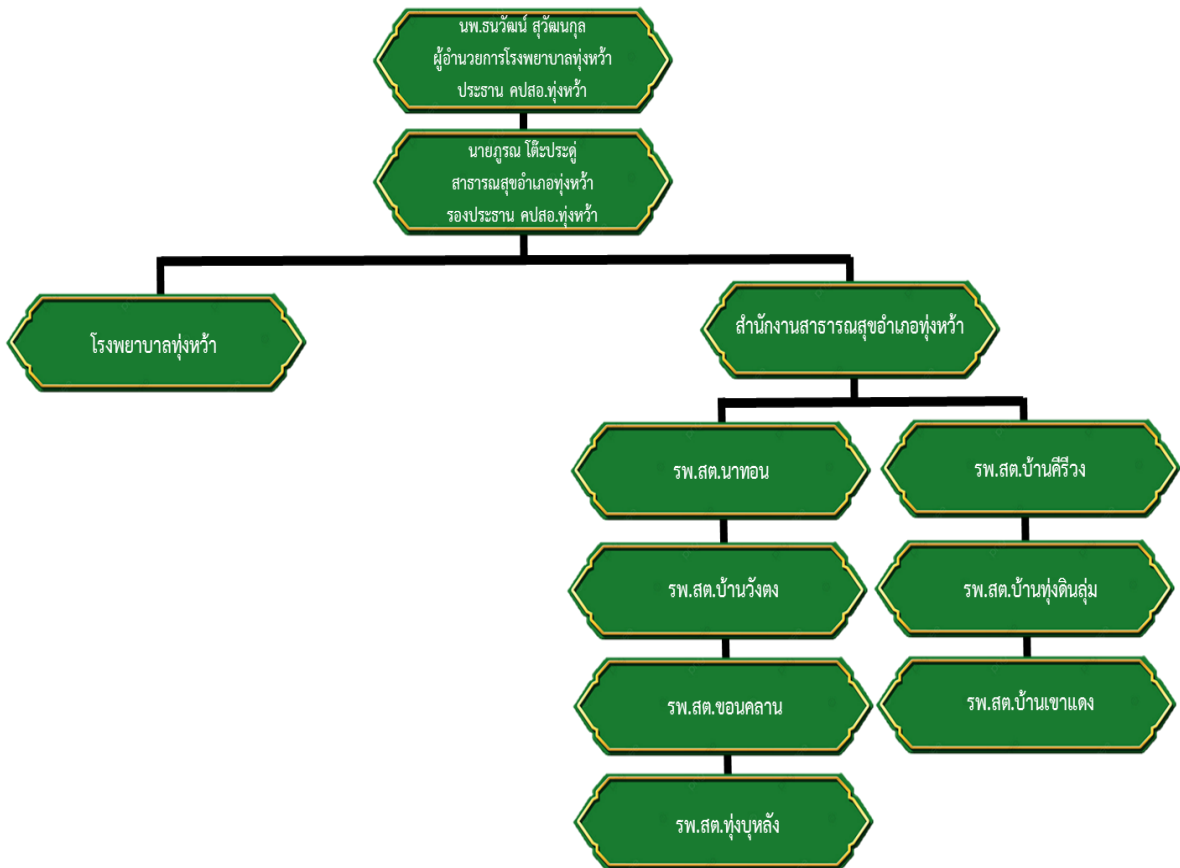 นพ.ธนวัฒน์ สุวัฒนกุล
ผู้อำนวยการโรงพยาบาลทุ่งหว้า
ประธาน คปสอ.ทุ่งหว้า
นายภูรณ โต๊ะประดู่
สาธารณสุขอำเภอทุ่งหว้า
รองประธาน คปสอ.ทุ่งหว้า
โรงพยาบาลทุ่งหว้า
สำนักงานสาธารณสุขอำเภอทุ่งหว้า
รพ.สต.นาทอน
รพ.สต.บ้านคีรีวง
รพ.สต.บ้านวังตง
รพ.สต.บ้านทุ่งดินลุ่ม
รพ.สต.ขอนคลาน
รพ.สต.บ้านเขาแดง
รพ.สต.ทุ่งบุหลัง